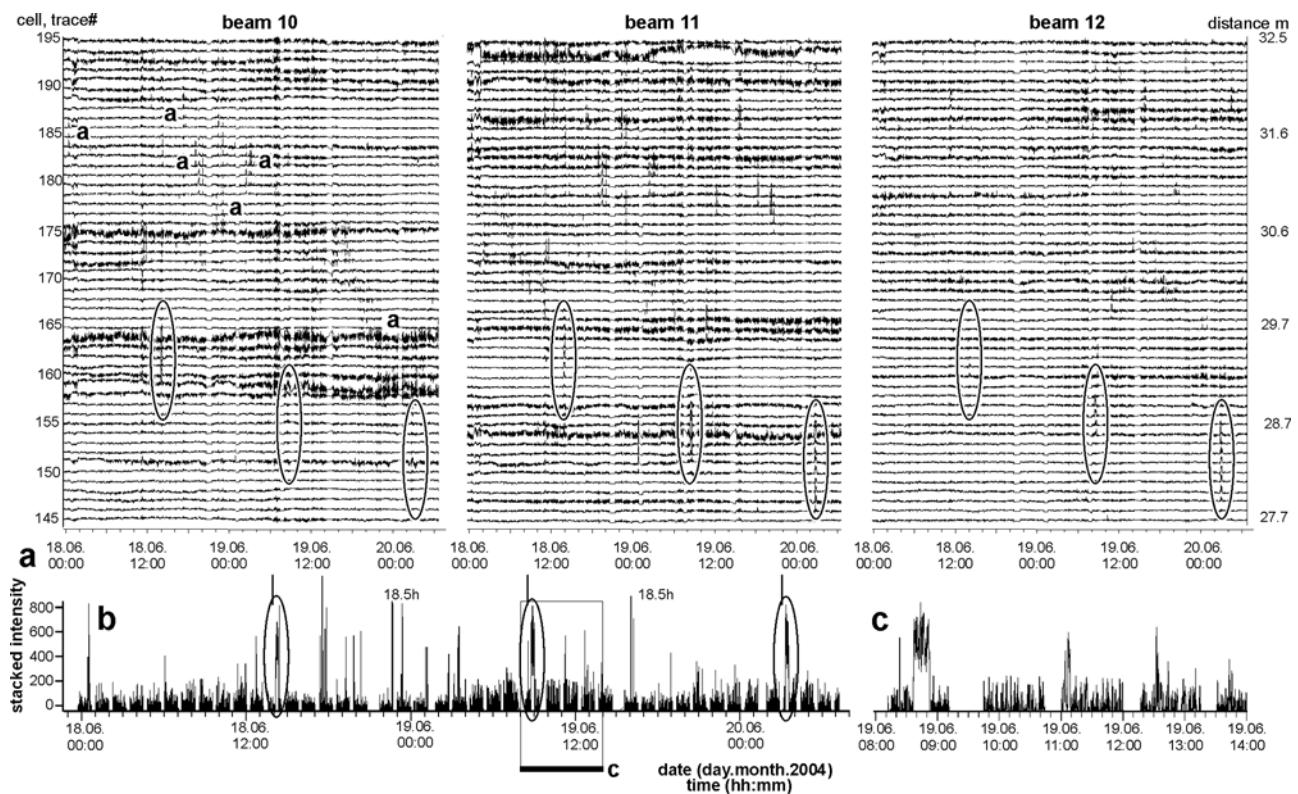 cell, trace# beam 10 beam 11 beam 12 distance m
195 32.5
190
a
185 a 31.6
a a
180
a
175 30.6
170
165 a 29.7
160
155 28.7
150
145 27.7
18.06. 18.06. 19.06. 19.06. 20.06. 18.06. 18.06. 19.06. 19.06. 20.06. 18.06. 18.06. 19.06. 19.06. 20.06.
00:00 12:00 00:00 12:00 00:00 00:00 12:00 00:00 12:00 00:00 00:00 12:00 00:00 12:00 00:00
a
b 18.5h 18.5h c
stacked intensity
800
600
400
200
0
18.06. 18.06. 19.06. 19.06. 20.06.
00:00 12:00 00:00 12:00 00:00
19.06. 19.06. 19.06. 19.06. 19.06. 19.06. 19.06.
08:00 09:00 10:00 11:00 12:00 13:00 14:00
c date (day.month.2004)
time (hh:mm)